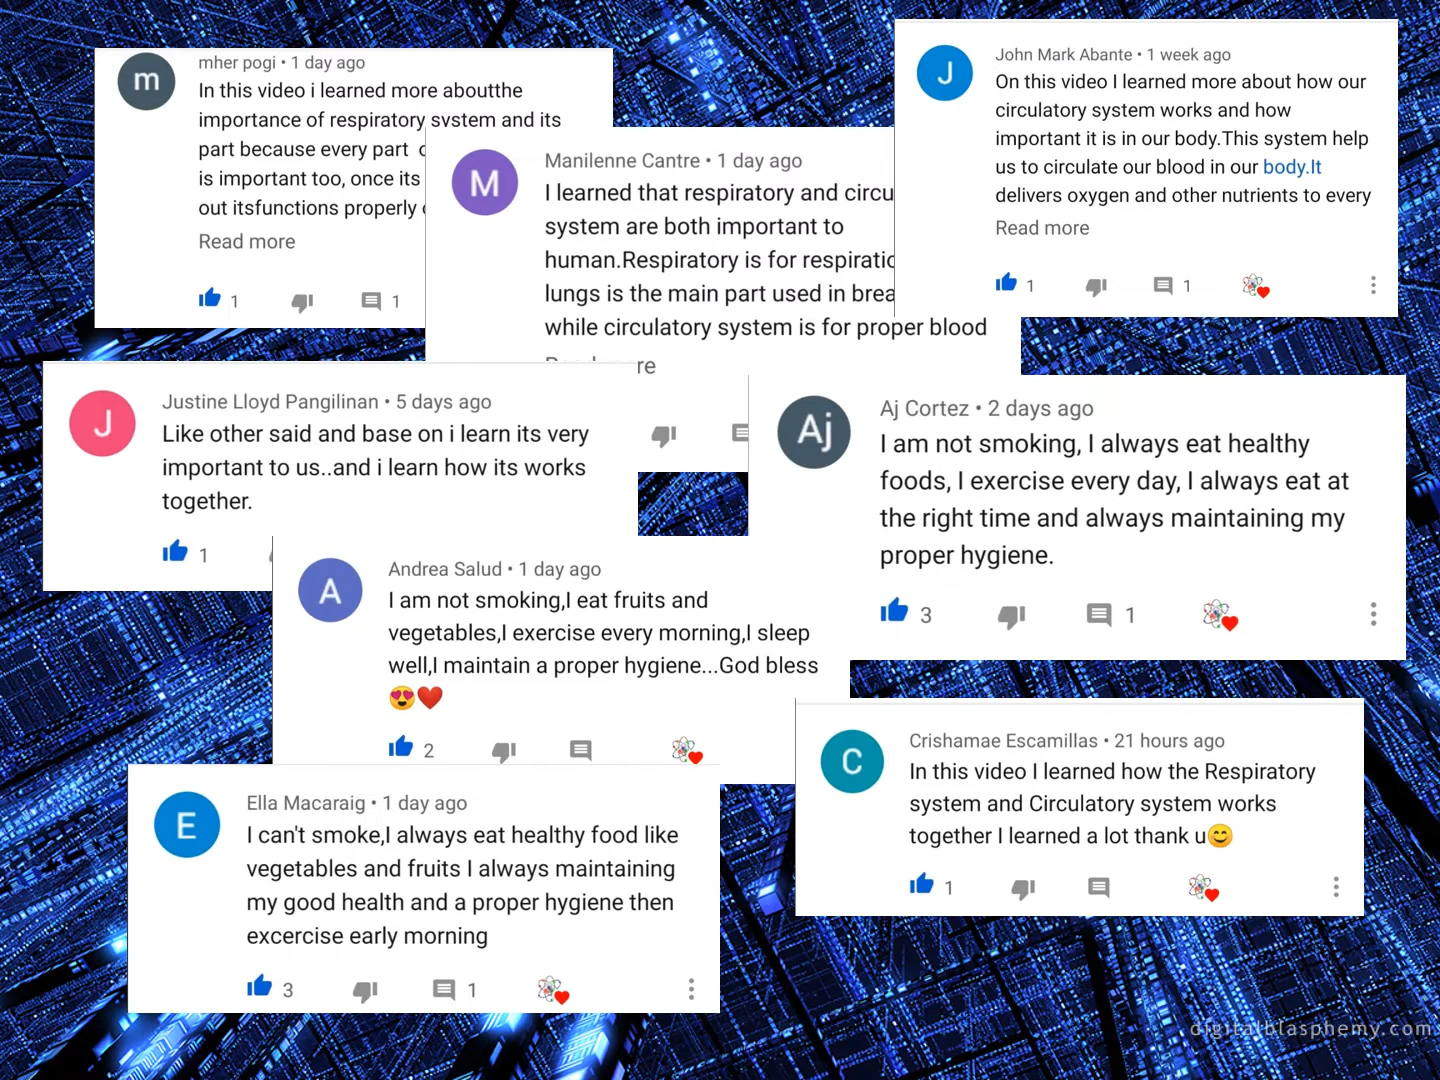 m
mher pogi • 1 day ago
In this video i learned more aboutthe
importance of respiratory system and its
part because every part
is important too, once its
out itsfunctions properly
Read more
1
1
M
Manilenne Cantre • 1 day ago
I learned that respiratory and
system are both important to
human.Respiratory is for
lungs is the main part used in
while circulatory system is for proper blood
J
John Mark Abante • 1 week ago
On this video I learned more about how our
circulatory system works and how
important it is in our body.This system help
us to circulate our blood in our body.It
delivers oxygen and other nutrients to every
Read more
1
1
J
Justine Lloyd Pangilinan • 5 days ago
Like other said and base on i learn its very
important to us..and i learn how its works
together.
1
Aj
Aj Cortez • 2 days ago
I am not smoking, I always eat healthy
foods, I exercise every day, I always eat at
the right time and always maintaining my
proper hygiene.
3
1
A
Andrea Salud • 1 day ago
I am not smoking,I eat fruits and
vegetables,I exercise every morning,I sleep
well,I maintain a proper hygiene...God bless
😍❤️
2
C
Crishamae Escamillas • 21 hours ago
In this video I learned how the Respiratory
system and Circulatory system works
together I learned a lot thank u😊
1
E
Ella Macaraig • 1 day ago
I can't smoke,I always eat healthy food like
vegetables and fruits I always maintaining
my good health and a proper hygiene then
excercise early morning
3
1
digitalblasphemy.com